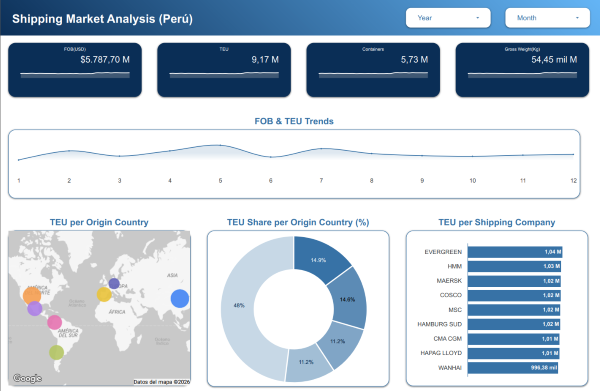 Shipping Market Analysis (Perú)
Year
Month
FOB(USD)
$5.787,70 M
TEU
9,17 M
Containers
5,73 M
Gross Weight(Kg)
54,45 mil M
FOB & TEU Trends
1 2 3 4 5 6 7 8 9 10 11 12
TEU per Origin Country
ASIA
ÁFRICA
AMÉRICA
DEL SUR
Google
Datos del mapa ©2026
TEU Share per Origin Country (%)
14.9%
14.6%
11.2%
11.2%
48%
TEU per Shipping Company
EVERGREEN 1,04 M
HMM 1,03 M
MAERSK 1,02 M
COSCO 1,02 M
MSC 1,02 M
HAMBURG SUD 1,02 M
CMA CGM 1,01 M
HAPAG LLOYD 1,01 M
WANHAI 996,38 mil